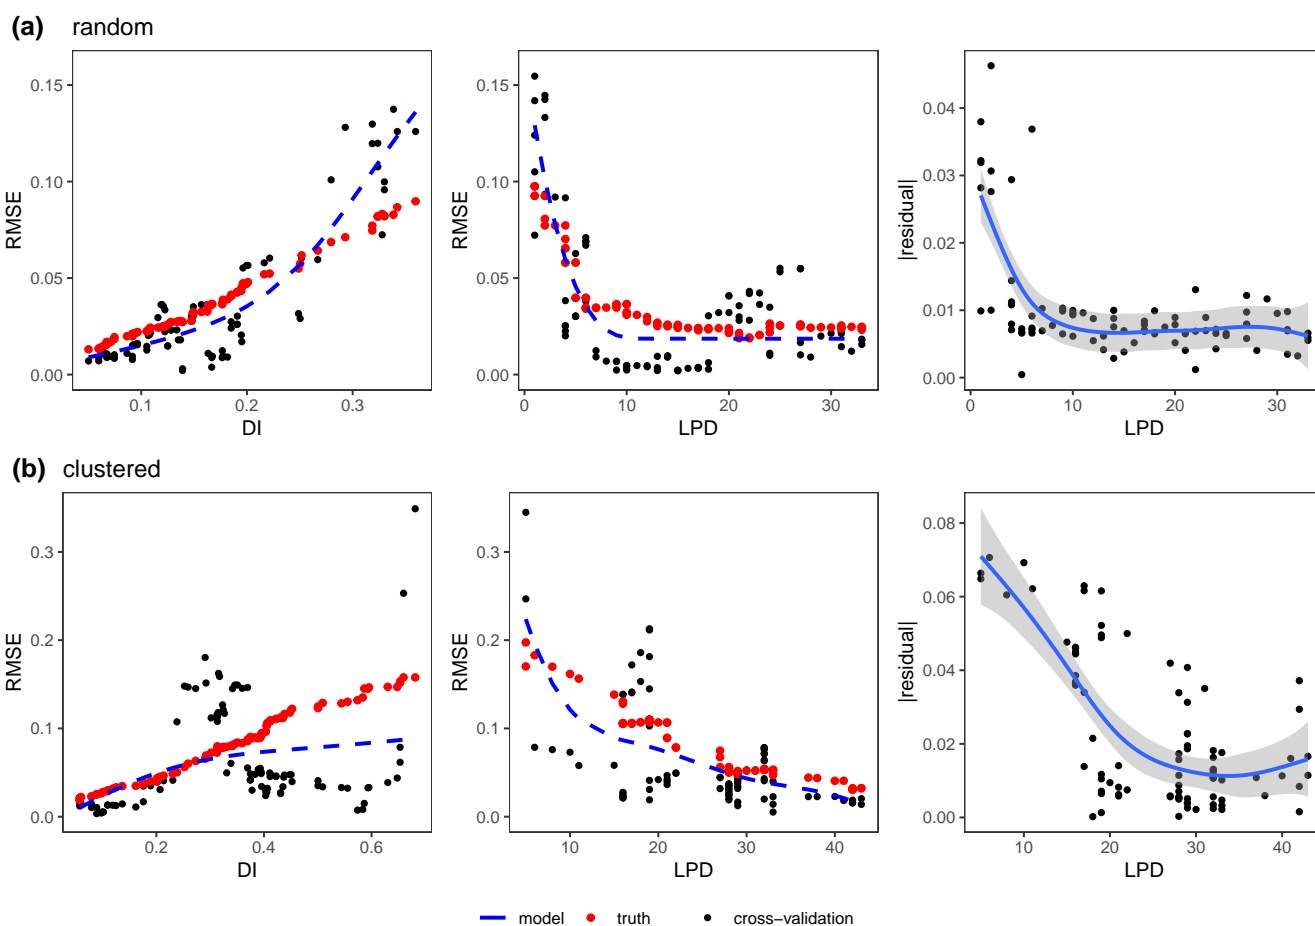 (a) random
RMSE
0.15
0.10
0.05
0.00
0.1 0.2 0.3
DI
RMSE
0.15
0.10
0.05
0.00
0 10 20 30
LPD
|residual|
0.04
0.03
0.02
0.01
0.00
0 10 20 30
LPD
(b) clustered
RMSE
0.3
0.2
0.1
0.0
0.2 0.4 0.6
DI
RMSE
0.3
0.2
0.1
0.0
10 20 30 40
LPD
|residual|
0.08
0.06
0.04
0.02
0.00
10 20 30 40
LPD
model truth cross−validation